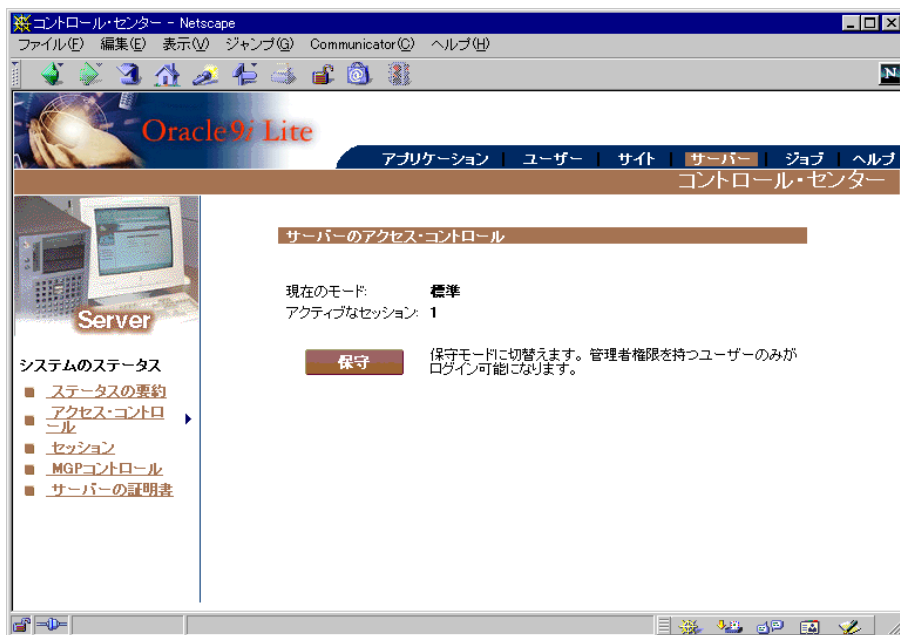 コントロール・センター - Netscape
ファイル(F) 編集(E) 表示(V) ジャンプ(G) Communicator(C) ヘルプ(H)
N
Oracle9i Lite
アプリケーション ユーザー サイト サーバー ジョブ ヘルプ
コントロール・センター
Server
システムのステータス
ステータスの要約
アクセス・コントロ
ール
セッション
MGPコントロール
サーバーの証明書
サーバーのアクセス・コントロール
現在のモード: 標準
アクティブなセッション: 1
保守
保守モードに切替えます。管理者権限を持つユーザーのみが
ログイン可能になります。